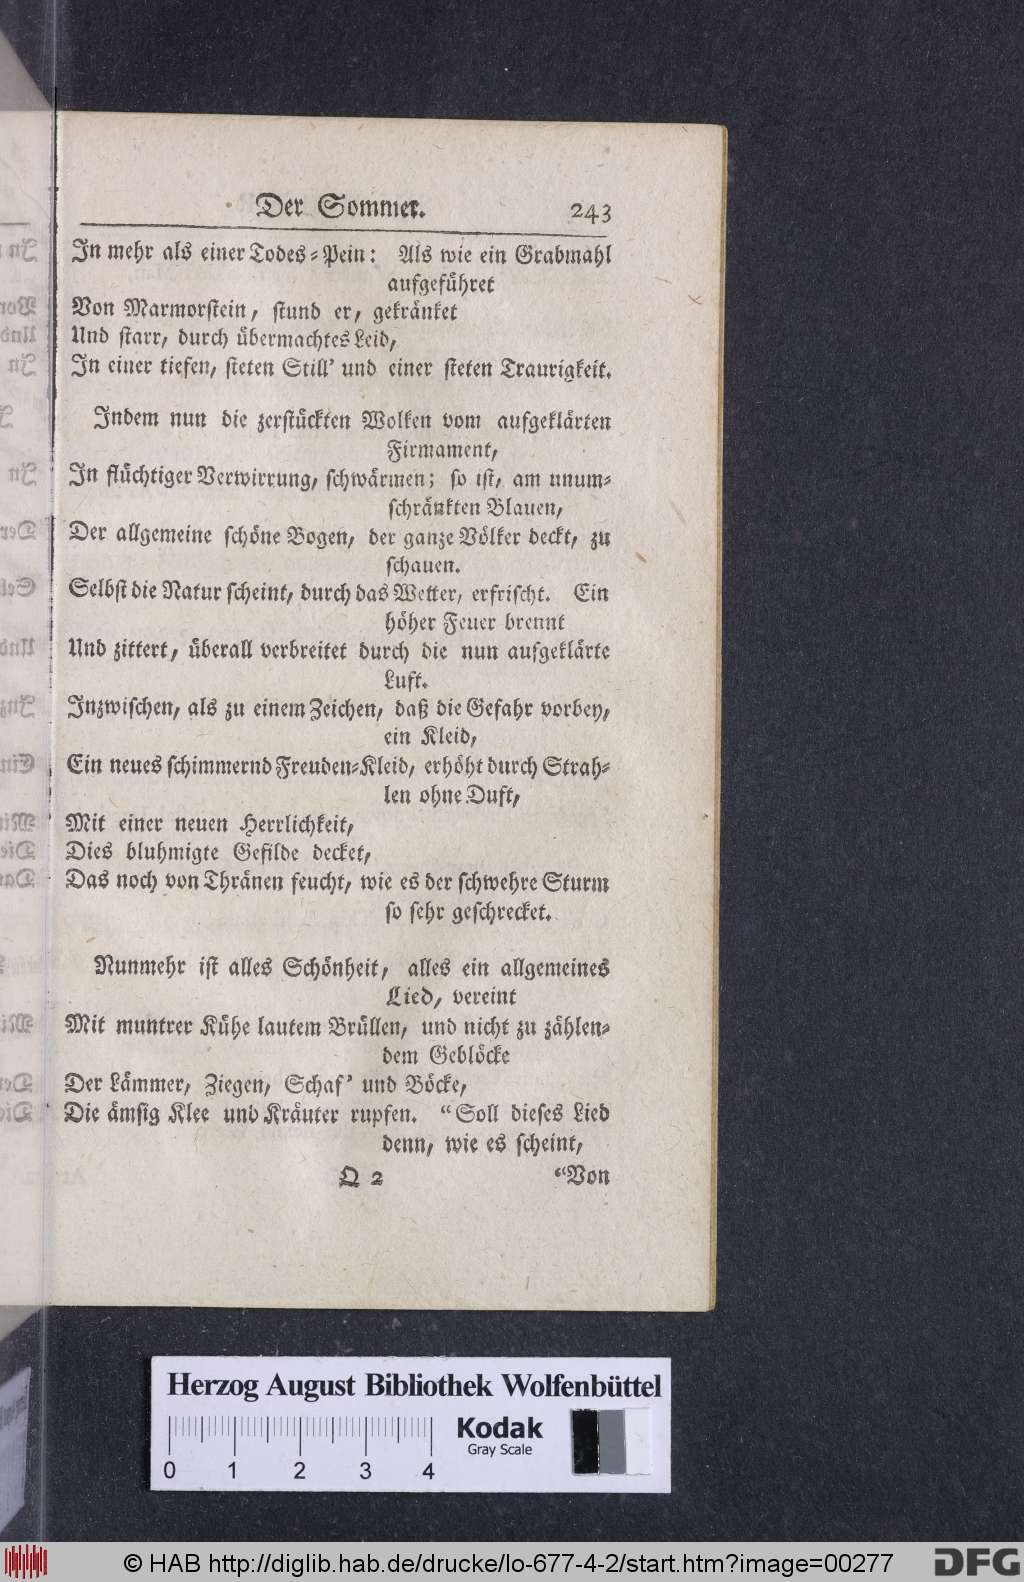 Der Sommer. 243
In mehr als einer Todes-Pein: Als wie ein Grabmahl
aufgeführet
Von Marmorstein, stund er, gekränket
Und starr, durch übermachtes Leid,
In einer tiefen, steten Still' und einer steten Traurigkeit.
Indem nun die zerstückten Wolken vom aufgeklärten
Firmament,
In flüchtiger Verwirrung, schwärmen; so ist, am unum-
schränkten Blauen,
Der allgemeine schöne Bogen, der ganze Völker deckt, zu
schauen.
Selbst die Natur scheint, durch das Wetter, erfrischt. Ein
höher Feuer brennt
Und zittert, überall verbreitet durch die nun aufgeklärte
Luft.
Inzwischen, als zu einem Zeichen, daß die Gefahr vorbey,
ein Kleid,
Ein neues schimmernd Freuden-Kleid, erhöht durch Strah-
len ohne Duft,
Mit einer neuen Herrlichkeit,
Dies bluhmigte Gefilde decket,
Das noch von Thränen feucht, wie es der schwehre Sturm
so sehr geschrecket.
Nunmehr ist alles Schönheit, alles ein allgemeines
Lied, vereint
Mit muntrer Kühe lautem Brüllen, und nicht zu zählen-
dem Geblöcke
Der Lämmer, Ziegen, Schaf' und Böcke,
Die ämsig Klee und Kräuter rupfen. “Soll dieses Lied
denn, wie es scheint,
Q 2 “Von
Herzog August Bibliothek Wolfenbüttel
Kodak
Gray Scale
0 1 2 3 4
© HAB http://diglib.hab.de/drucke/lo-677-4-2/start.htm?image=00277
DFG